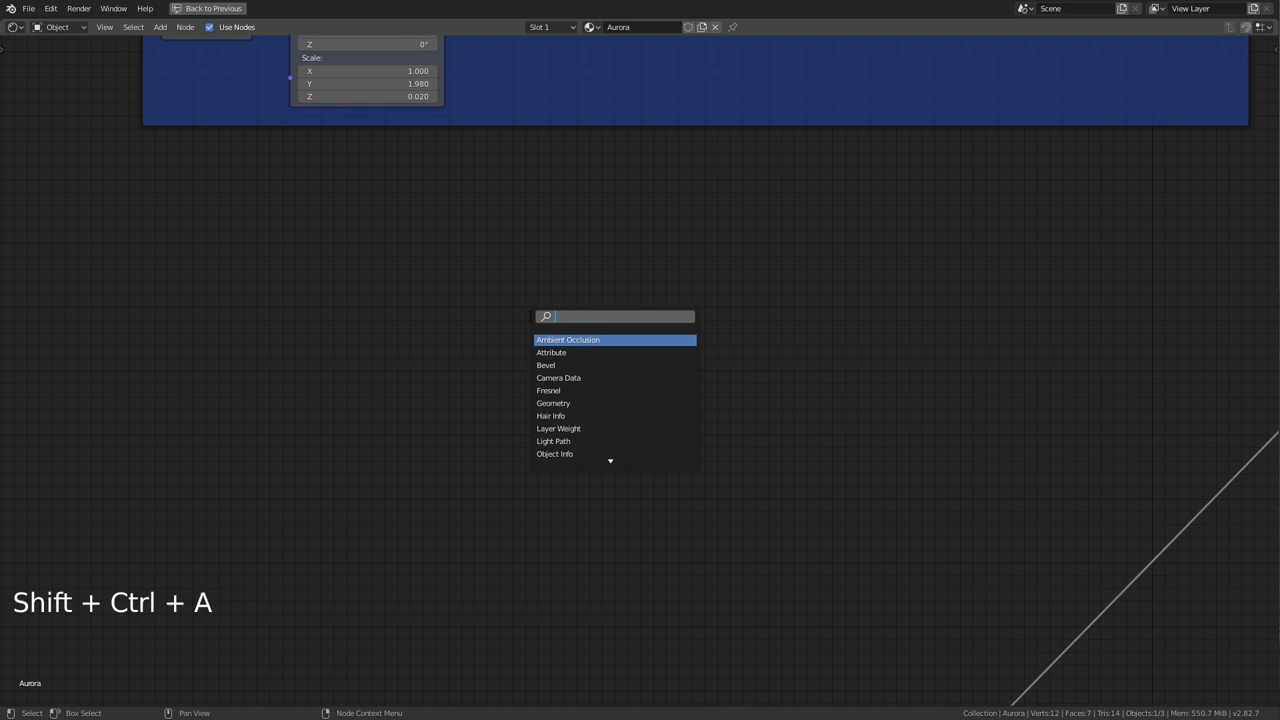 File Edit Render Window Help Back to Previous Scene View Layer
Object View Select Add Node Use Nodes Slot 1 Aurora
Z 0°
Scale:
X 1.000
Y 1.980
Z 0.020
Ambient Occlusion
Attribute
Bevel
Camera Data
Fresnel
Geometry
Hair Info
Layer Weight
Light Path
Object Info
Shift + Ctrl + A
Aurora
Select Box Select Pan View Node Context Menu Collection | Aurora | Verts:12 | Faces:7 | Tris:14 | Objects:1/3 | Mem: 550.7 MiB | v2.82.7